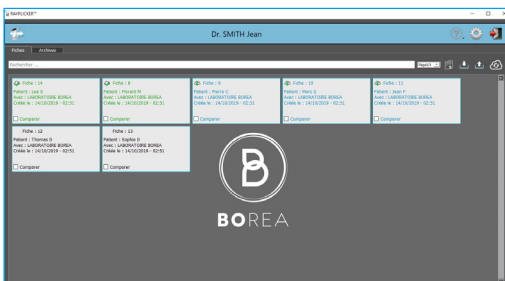 RAYFLICKER™
Dr. SMITH Jean
Fiches Archives
Rechercher ...
Page1/1
Fiche : 14
Patient : Lea S
Avec : LABORATOIRE BOREA
Créée le : 14/10/2019 - 02:51
Comparer
Fiche : 8
Patient : Florent M
Avec : LABORATOIRE BOREA
Créée le : 14/10/2019 - 02:51
Comparer
Fiche : 9
Patient : Pierre C
Avec : LABORATOIRE BOREA
Créée le : 14/10/2019 - 02:51
Comparer
Fiche : 10
Patient : Marc G
Avec : LABORATOIRE BOREA
Créée le : 14/10/2019 - 02:51
Comparer
Fiche : 11
Patient : Jean F
Avec : LABORATOIRE BOREA
Créée le : 14/10/2019 - 02:51
Comparer
Fiche : 12
Patient : Thomas D
Avec : LABORATOIRE BOREA
Créée le : 14/10/2019 - 02:51
Comparer
Fiche : 13
Patient : Sophie D
Avec : LABORATOIRE BOREA
Créée le : 14/10/2019 - 02:51
Comparer
B
BOREA